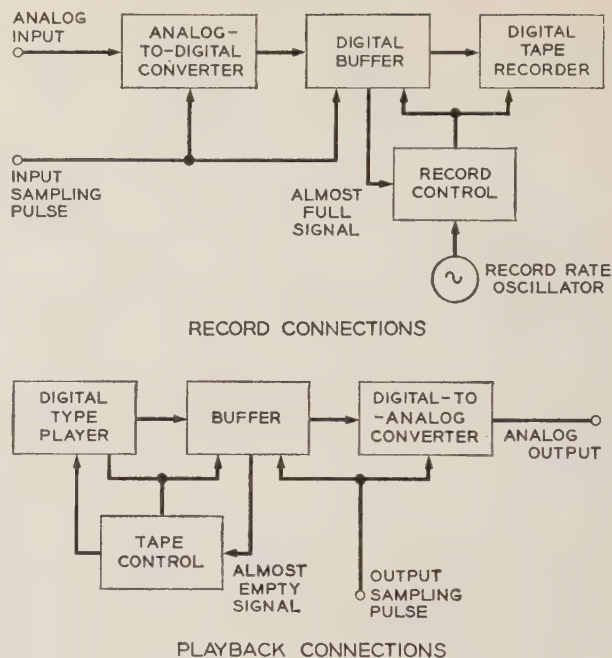 ANALOG
INPUT
ANALOG-
TO-DIGITAL
CONVERTER
DIGITAL
BUFFER
DIGITAL
TAPE
RECORDER
INPUT
SAMPLING
PULSE
ALMOST
FULL
SIGNAL
RECORD
CONTROL
RECORD RATE
OSCILLATOR
RECORD CONNECTIONS
DIGITAL
TYPE
PLAYER
BUFFER
DIGITAL-TO
-ANALOG
CONVERTER
ANALOG
OUTPUT
TAPE
CONTROL
ALMOST
EMPTY
SIGNAL
OUTPUT
SAMPLING
PULSE
PLAYBACK CONNECTIONS